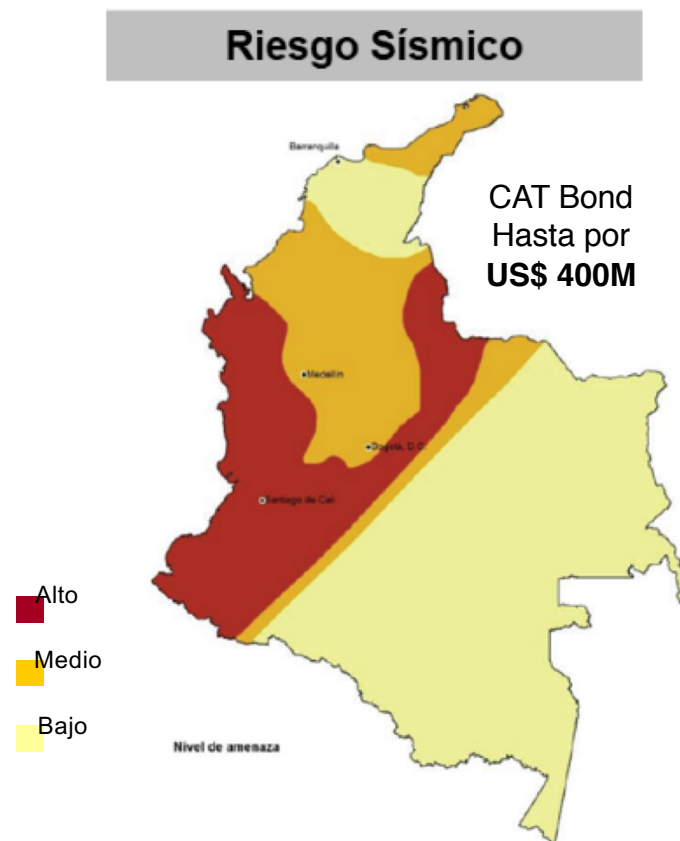 Riesgo Sísmico
Barranquilla
CAT Bond
Hasta por
US$ 400M
Medellín
Bogotá, D.C.
Santiago de Cali
Alto
Medio
Bajo
Nivel de amenaza